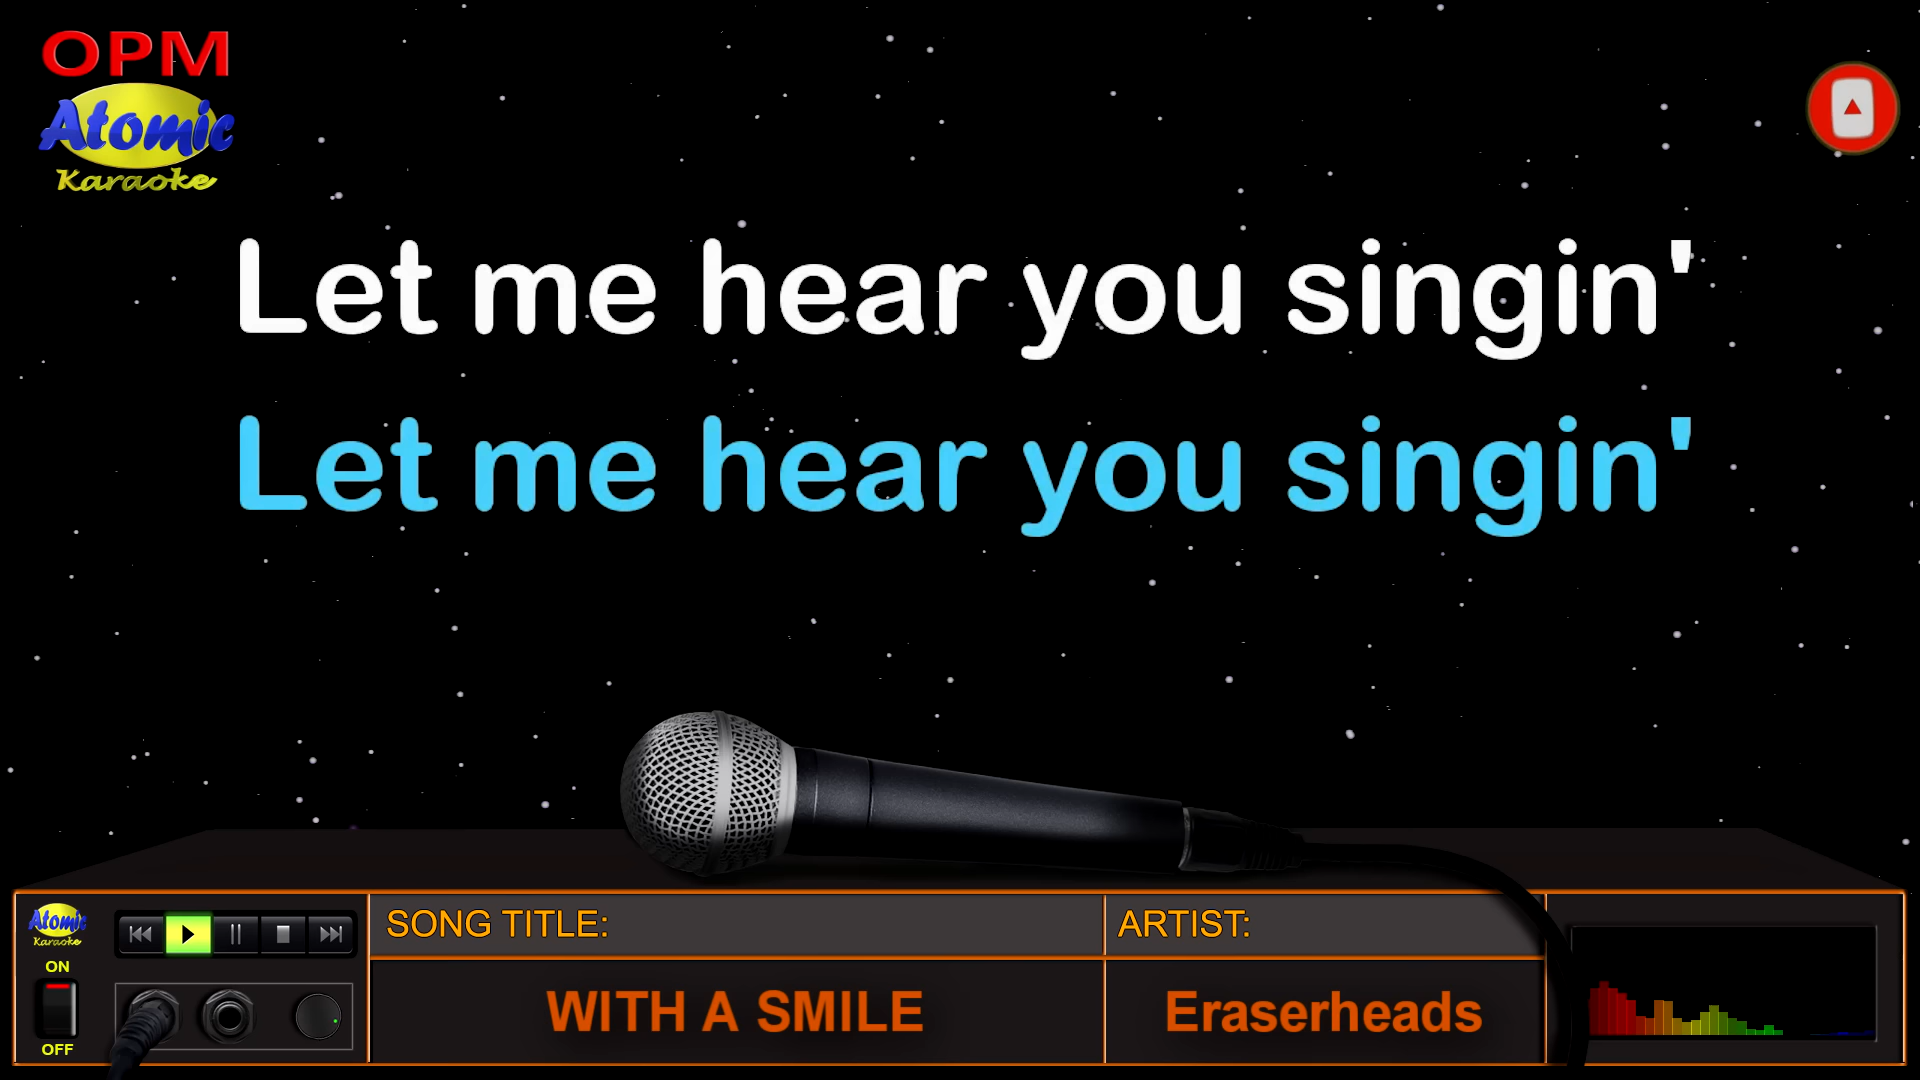 OPM
Atomic
Karaoke
Let me hear you singin'
Let me hear you singin'
Atomic
Karaoke
ON
OFF
SONG TITLE:
ARTIST:
WITH A SMILE
Eraserheads